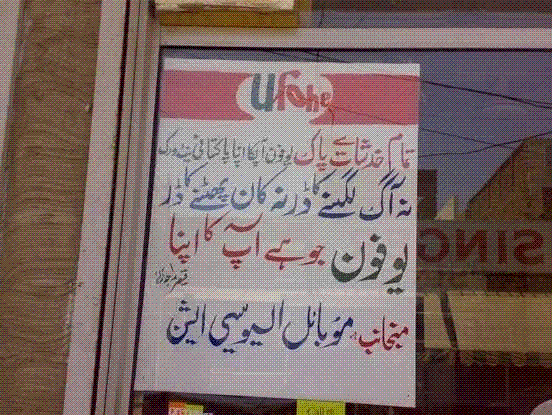 Ufone
تمام خدشات سے پاک یوفون آپکا اپنا پاکستانی نیٹ ورک
نہ آگ لگنے کا ڈر نہ کان پھٹنے کا ڈر
یوفون جو ہے آپ کا اپنا
منجانب: موبائل ایسوسی ایشن
SING